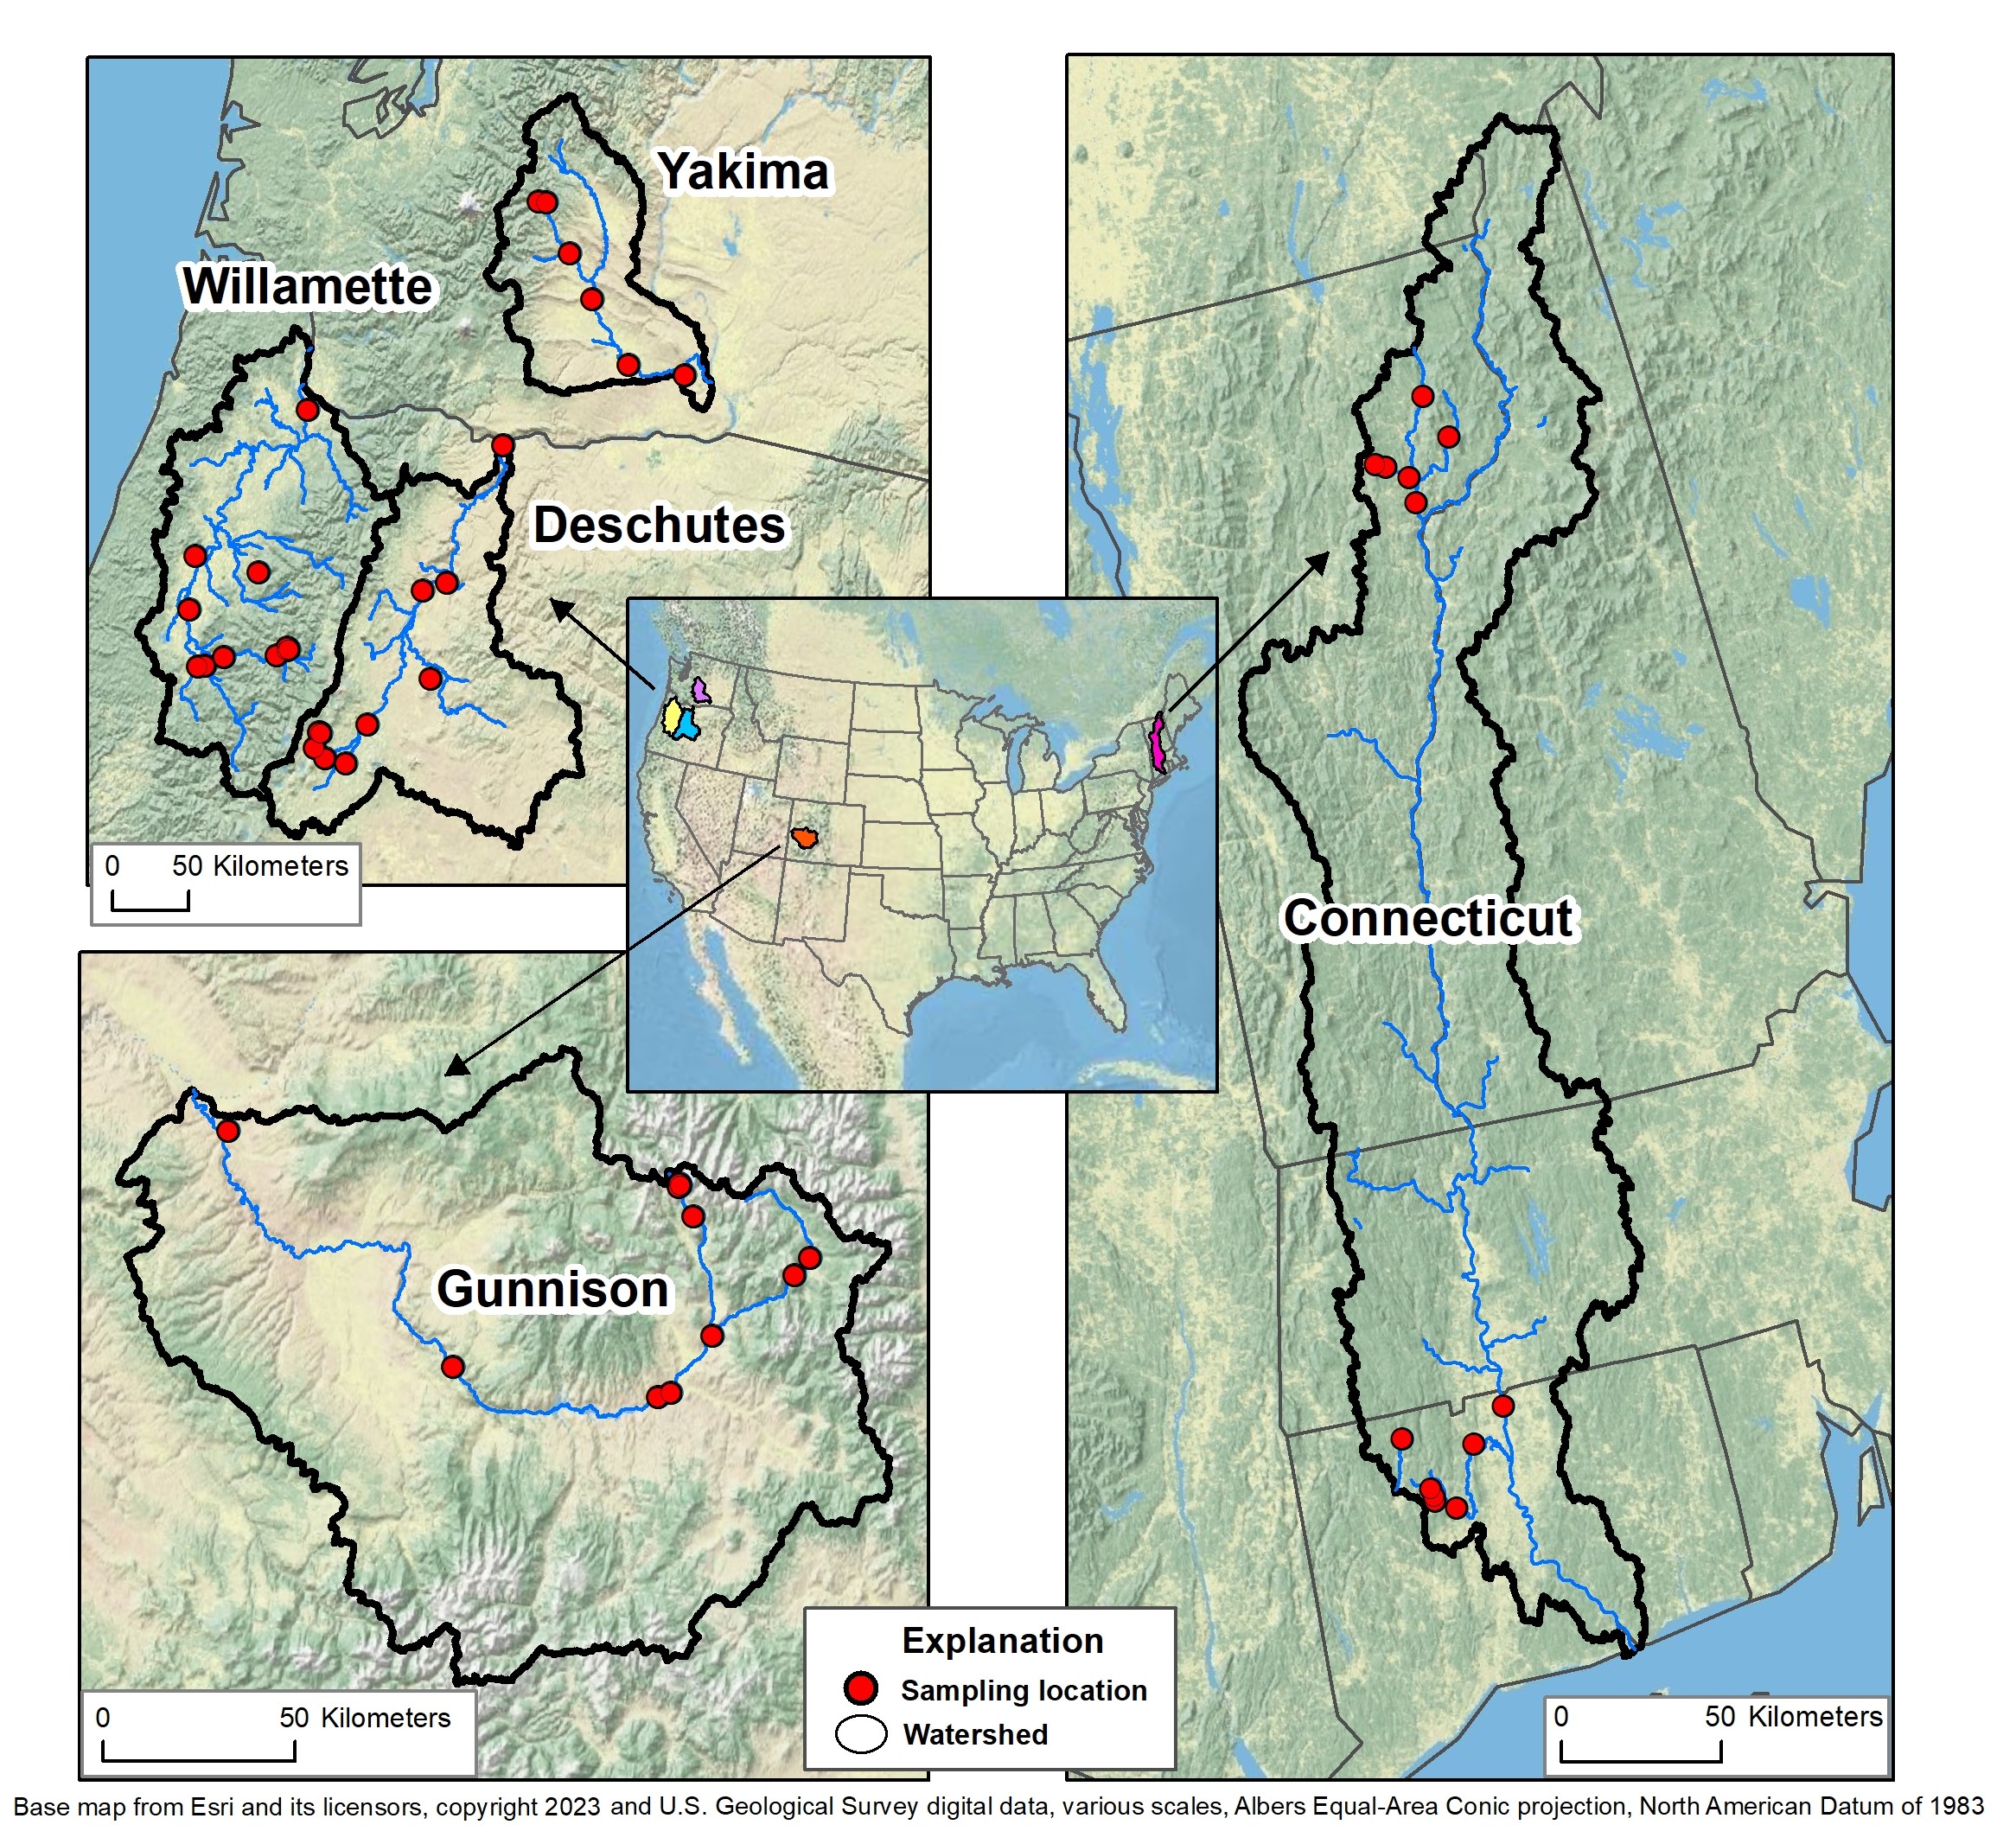 Yakima
Willamette
Deschutes
0 50 Kilometers
Connecticut
Gunnison
0 50 Kilometers
Explanation
Sampling location
Watershed
0 50 Kilometers
Base map from Esri and its licensors, copyright 2023 and U.S. Geological Survey digital data, various scales, Albers Equal-Area Conic projection, North American Datum of 1983